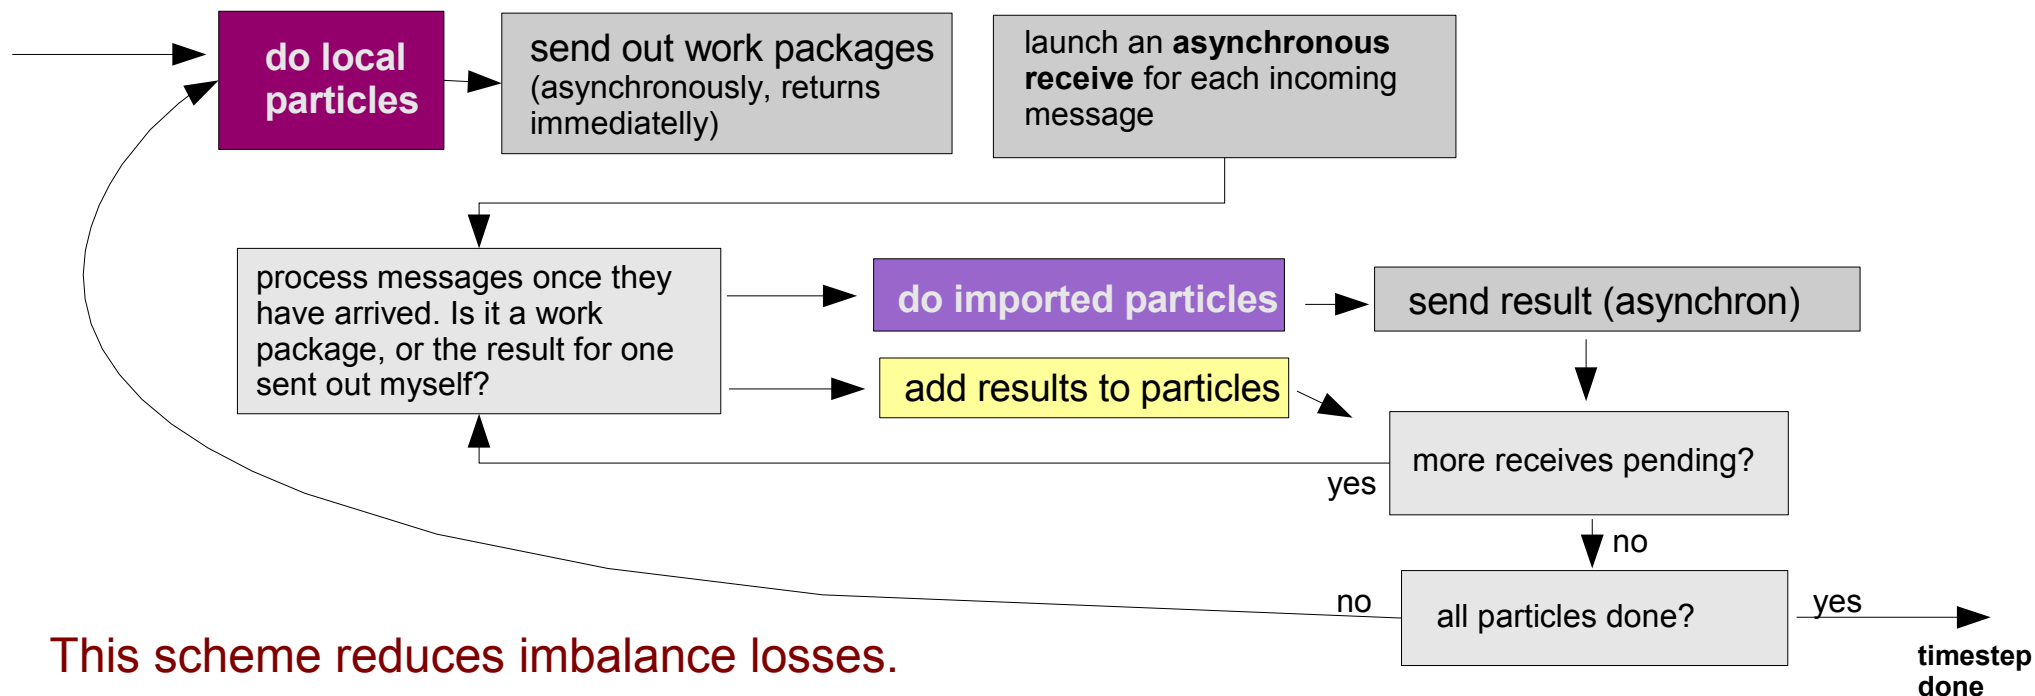 do local
particles
send out work packages
(asynchronously, returns
immediatelly)
launch an asynchronous
receive for each incoming
message
process messages once they
have arrived. Is it a work
package, or the result for one
sent out myself?
do imported particles
send result (asynchron)
add results to particles
more receives pending?
yes
no
all particles done?
no
yes
timestep
done
This scheme reduces imbalance losses.